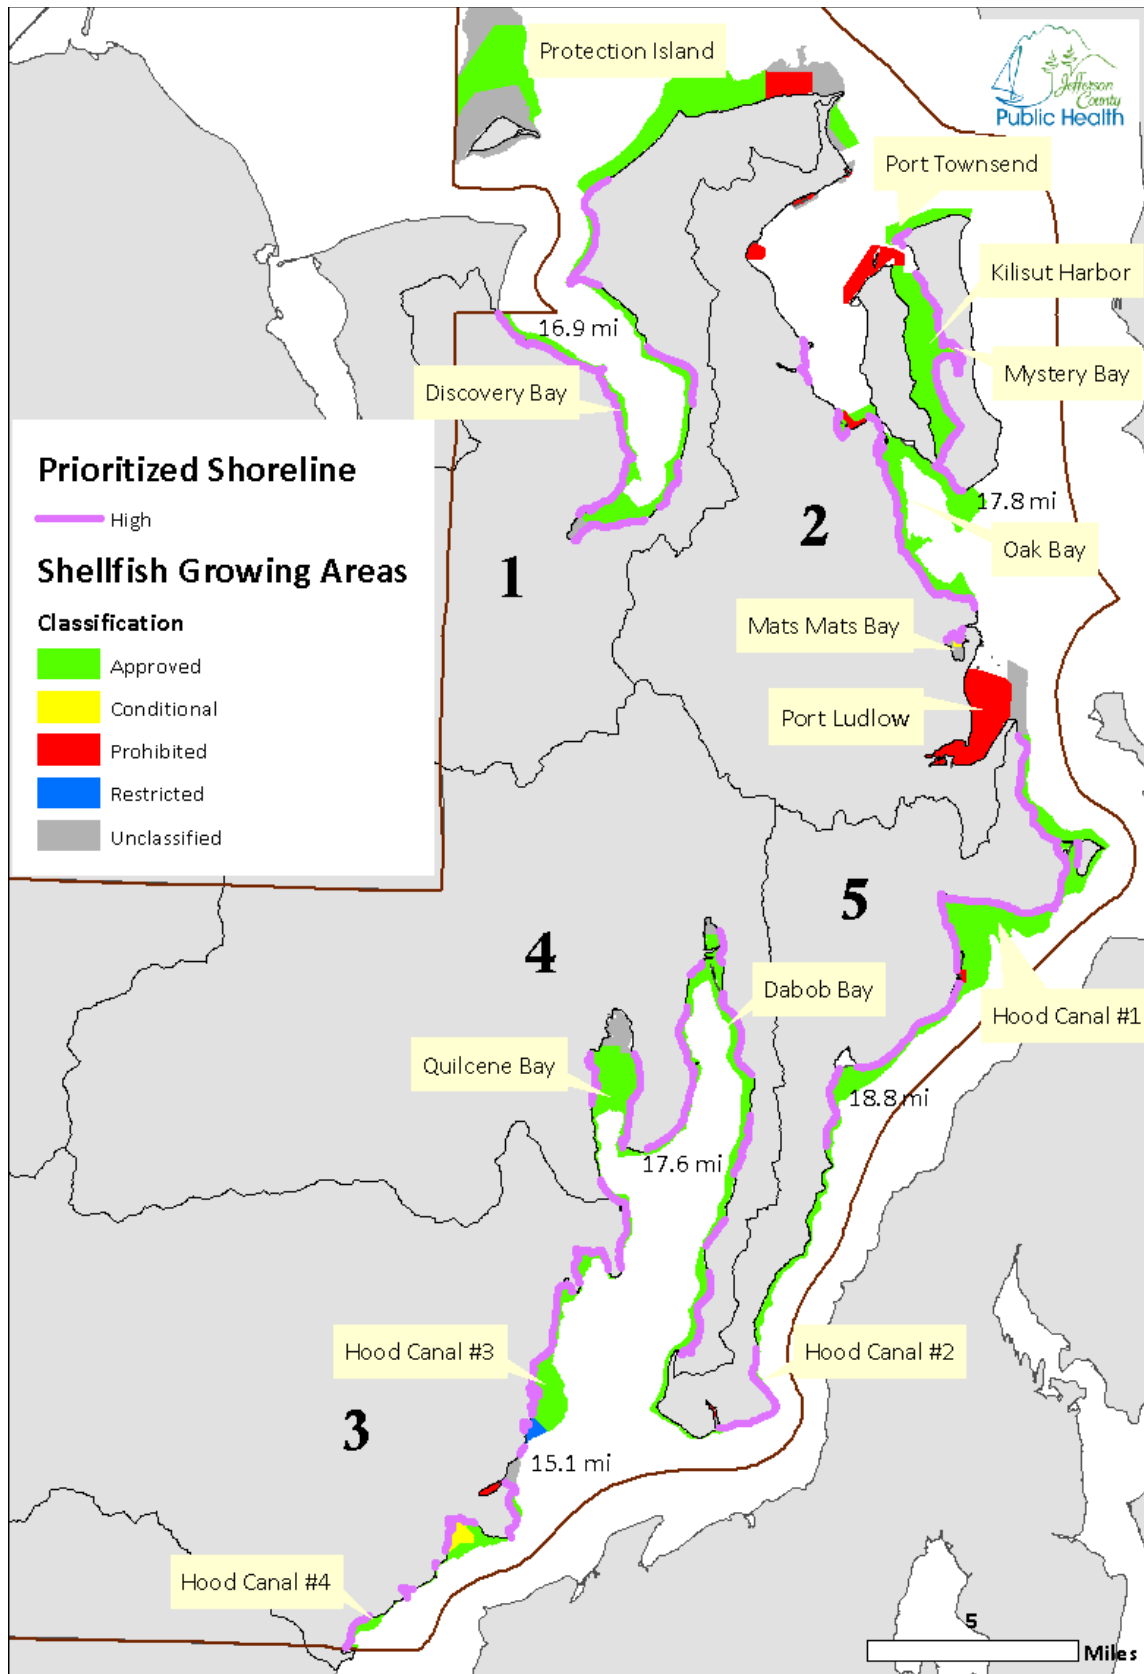 Protection Island
Jefferson
County
Public Health
Port Townsend
Kilisut Harbor
16.9 mi
Mystery Bay
Discovery Bay
Prioritized Shoreline
High
Shellfish Growing Areas
Classification
Approved
Conditional
Prohibited
Restricted
Unclassified
17.8 mi
2
Oak Bay
1
Mats Mats Bay
Port Ludlow
5
4
Dabob Bay
Hood Canal #1
Quilcene Bay
18.8 mi
17.6 mi
Hood Canal #3
Hood Canal #2
3
15.1 mi
Hood Canal #4
5
Miles